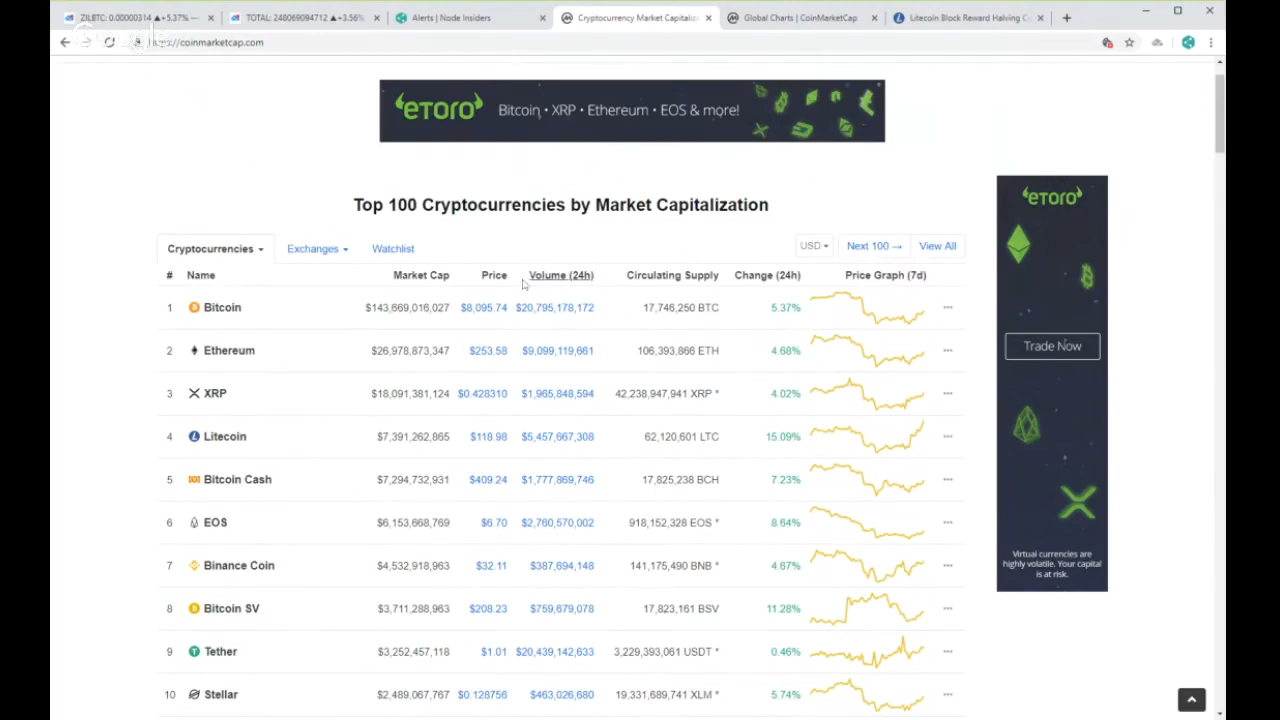 ZILBTC: 0.00000314 ▲+5.37% —
TOTAL: 248069094712 ▲+3.56%
Alerts | Node Insiders
Cryptocurrency Market Capitaliz
Global Charts | CoinMarketCap
Litecoin Block Reward Halving C
Google
https://coinmarketcap.com
eToro Bitcoin • XRP • Ethereum • EOS & more!
eToro
Top 100 Cryptocurrencies by Market Capitalization
Cryptocurrencies Exchanges Watchlist USD Next 100 → View All
# Name Market Cap Price Volume (24h) Circulating Supply Change (24h) Price Graph (7d)
1 Bitcoin $143,669,016,027 $8,095.74 $20,795,178,172 17,746,250 BTC 5.37%
2 Ethereum $26,978,873,347 $253.58 $9,099,119,661 106,393,866 ETH 4.68%
3 XRP $18,091,381,124 $0.428310 $1,965,848,594 42,238,947,941 XRP * 4.02%
Trade Now
4 Litecoin $7,391,262,865 $118.98 $5,457,667,308 62,120,601 LTC 15.09%
5 Bitcoin Cash $7,294,732,931 $409.24 $1,777,869,746 17,825,238 BCH 7.23%
6 EOS $6,153,668,769 $6.70 $2,760,570,002 918,152,328 EOS * 8.64%
7 Binance Coin $4,532,918,963 $32.11 $387,694,148 141,175,490 BNB * 4.67%
Virtual currencies are
highly volatile. Your capital
is at risk.
8 Bitcoin SV $3,711,288,963 $208.23 $759,679,078 17,823,161 BSV 11.28%
9 Tether $3,252,457,118 $1.01 $20,439,142,633 3,229,393,061 USDT * 0.46%
10 Stellar $2,489,067,767 $0.128756 $463,026,680 19,331,689,741 XLM * 5.74%